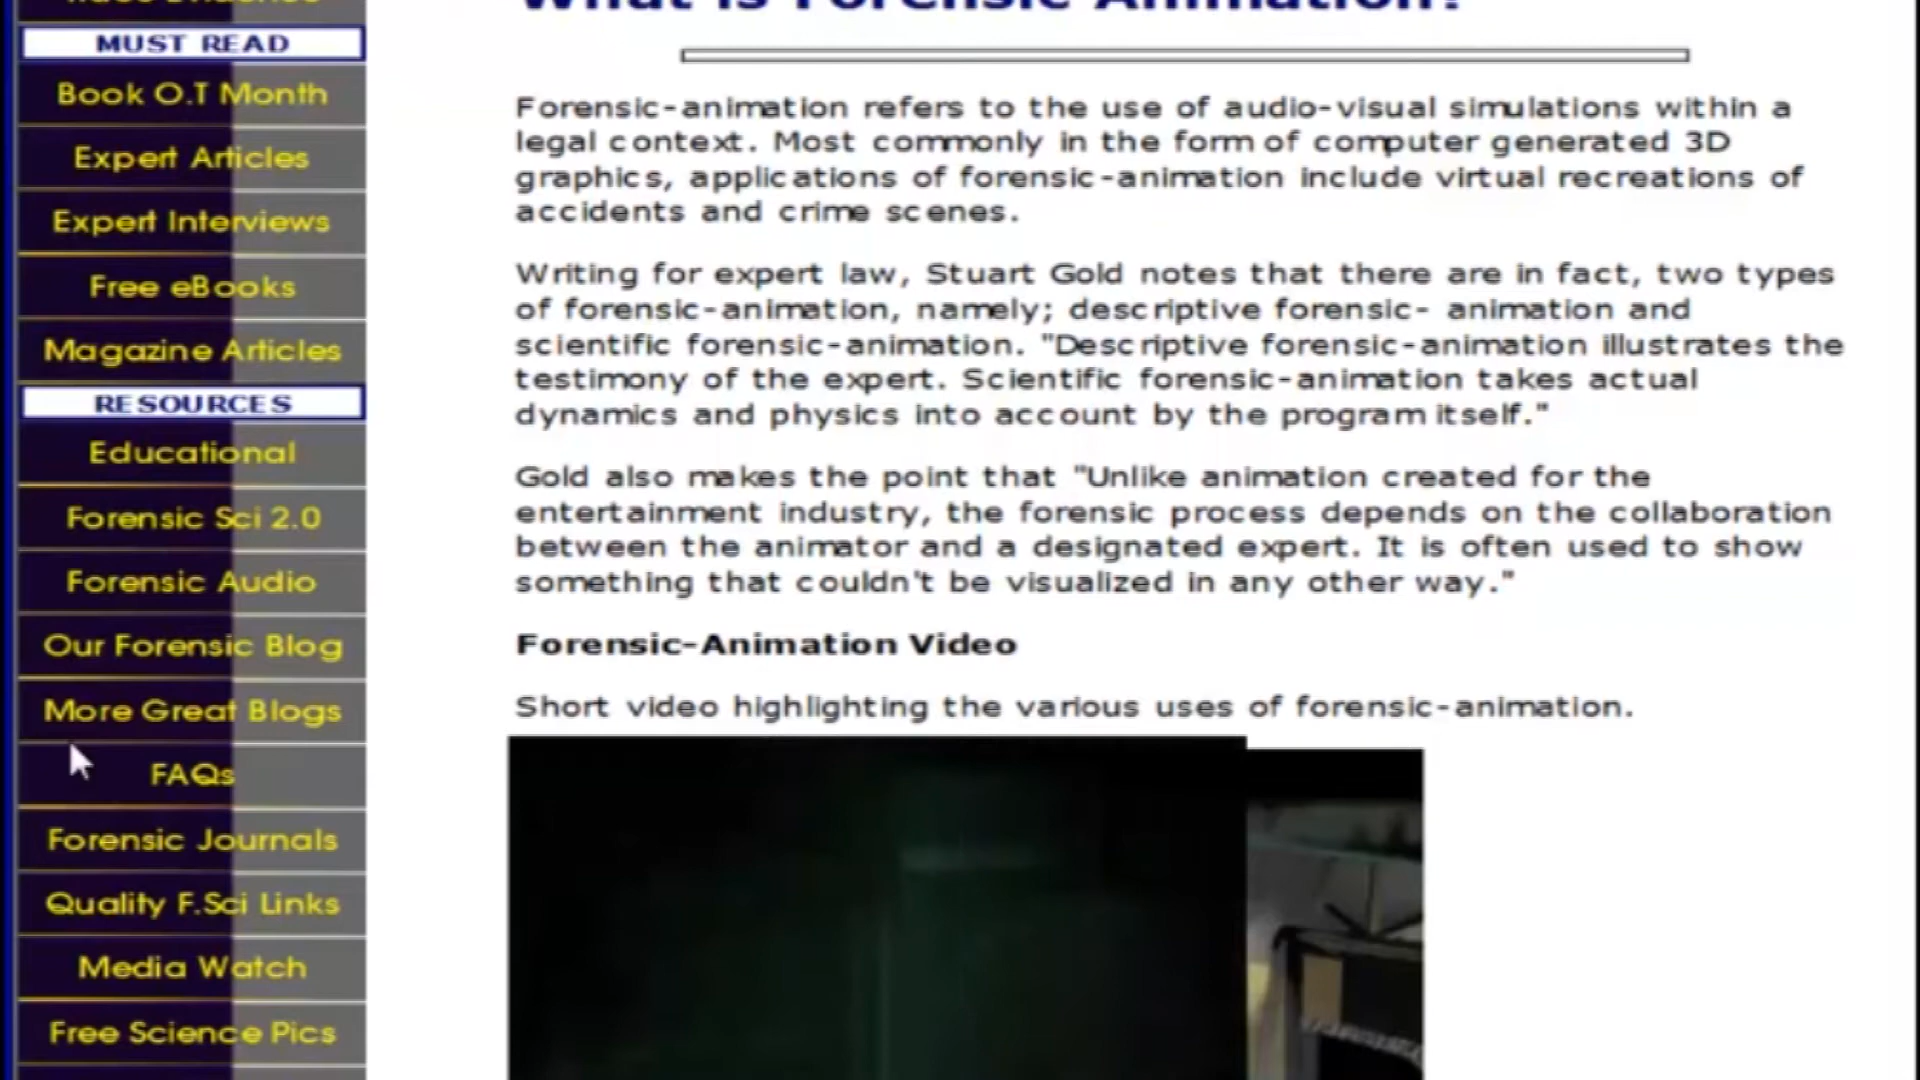 Video Evidence
MUST READ
Book O.T Month
Expert Articles
Expert Interviews
Free eBooks
Magazine Articles
RESOURCES
Educational
Forensic Sci 2.0
Forensic Audio
Our Forensic Blog
More Great Blogs
FAQs
Forensic Journals
Quality F.Sci Links
Media Watch
Free Science Pics
What is Forensic Animation?
Forensic-animation refers to the use of audio-visual simulations within a
legal context. Most commonly in the form of computer generated 3D
graphics, applications of forensic-animation include virtual recreations of
accidents and crime scenes.
Writing for expert law, Stuart Gold notes that there are in fact, two types
of forensic-animation, namely; descriptive forensic- animation and
scientific forensic-animation. "Descriptive forensic-animation illustrates the
testimony of the expert. Scientific forensic-animation takes actual
dynamics and physics into account by the program itself."
Gold also makes the point that "Unlike animation created for the
entertainment industry, the forensic process depends on the collaboration
between the animator and a designated expert. It is often used to show
something that couldn't be visualized in any other way."
Forensic-Animation Video
Short video highlighting the various uses of forensic-animation.